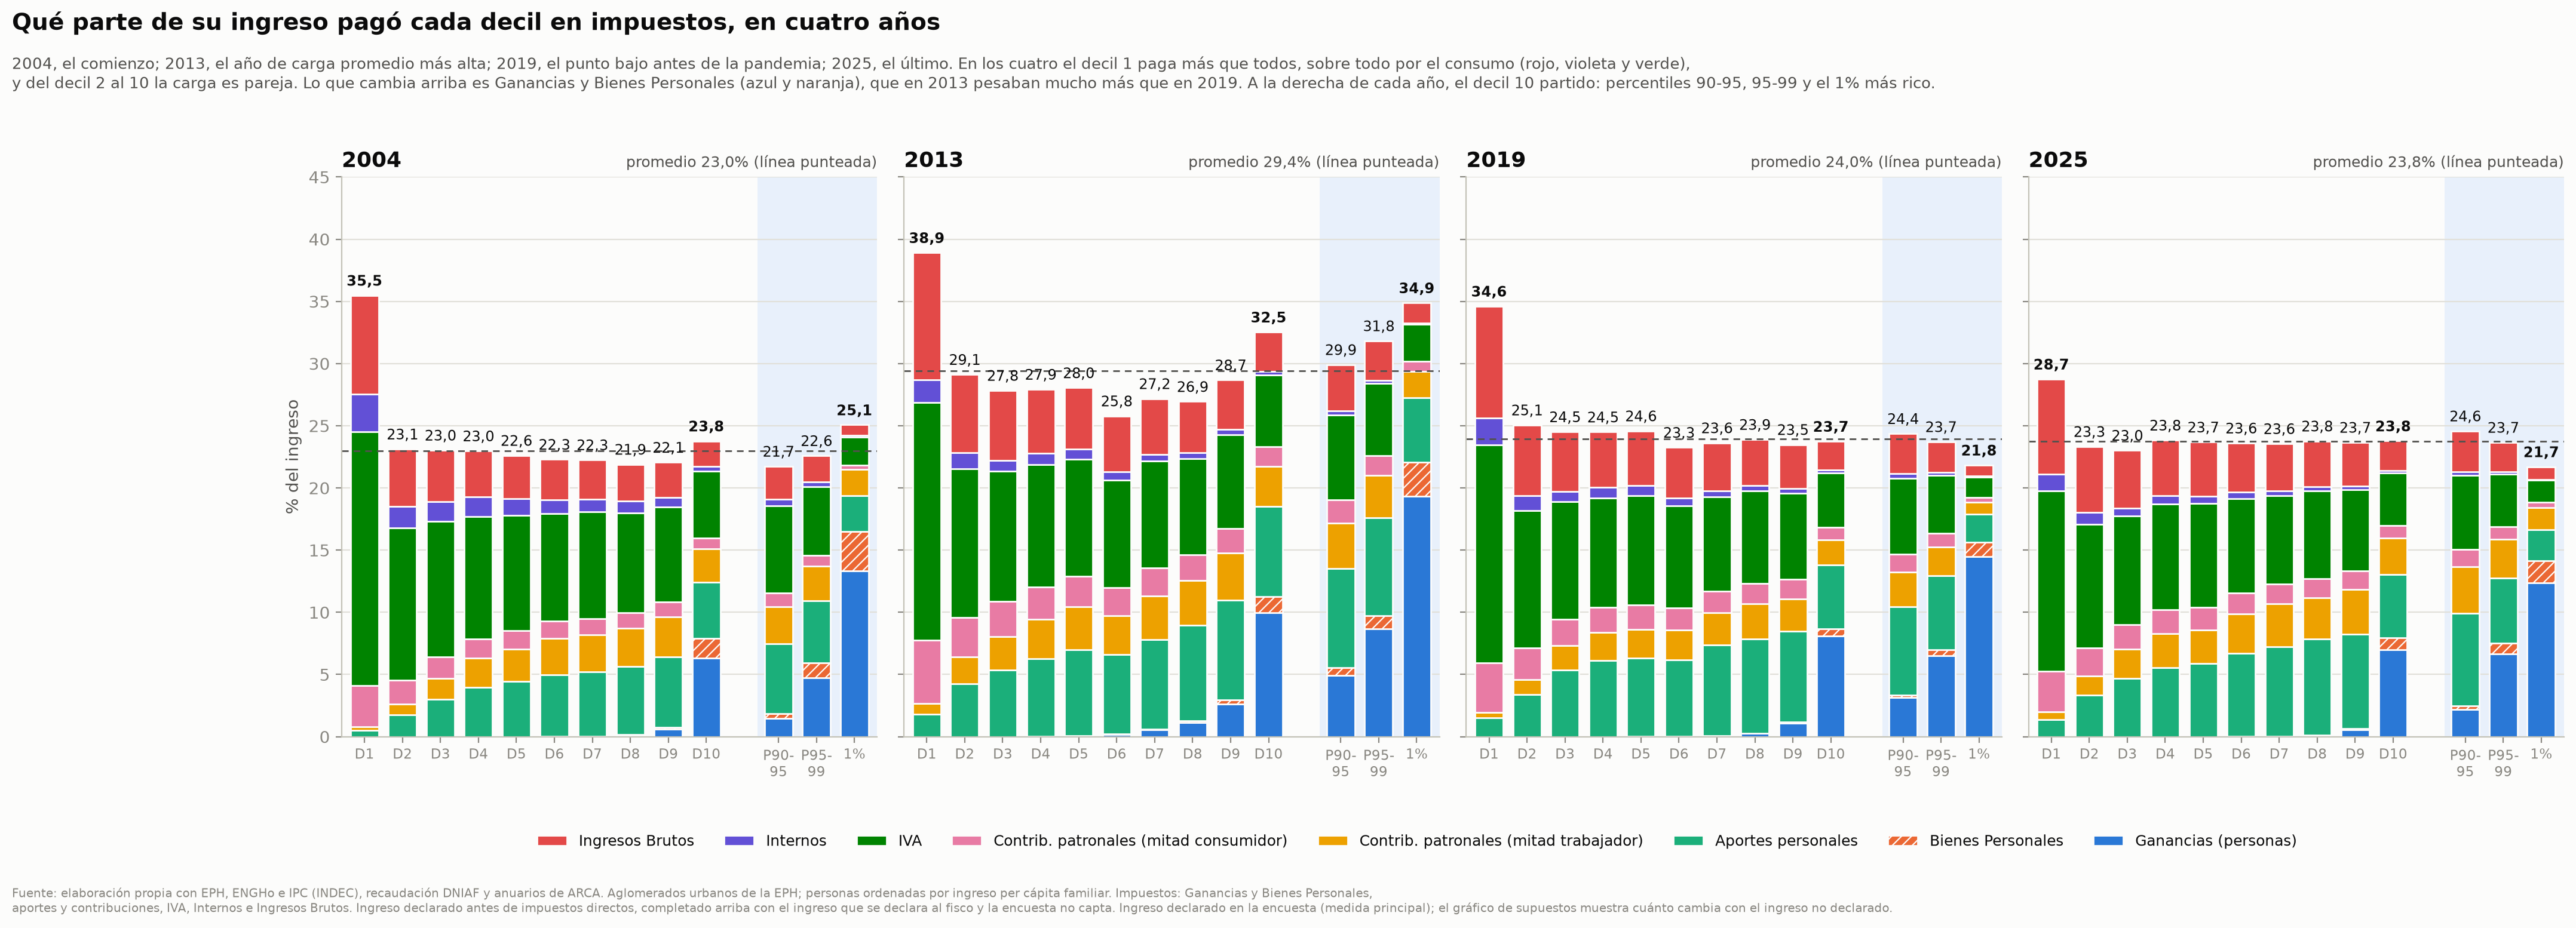 Qué parte de su ingreso pagó cada decil en impuestos, en cuatro años
2004, el comienzo; 2013, el año de carga promedio más alta; 2019, el punto bajo antes de la pandemia; 2025, el último. En los cuatro el decil 1 paga más que todos, sobre todo por el consumo (rojo, violeta y verde),
y del decil 2 al 10 la carga es pareja. Lo que cambia arriba es Ganancias y Bienes Personales (azul y naranja), que en 2013 pesaban mucho más que en 2019. A la derecha de cada año, el decil 10 partido: percentiles 90-95, 95-99 y el 1% más rico.
2004 promedio 23,0% (línea punteada)
% del ingreso
45
40
35
30
25
20
15
10
5
0
35,5 23,1 23,0 23,0 22,6 22,3 22,3 21,9 22,1 23,8 21,7 22,6 25,1
D1 D2 D3 D4 D5 D6 D7 D8 D9 D10 P90-95 P95-99 1%
2013 promedio 29,4% (línea punteada)
38,9 29,1 27,8 27,9 28,0 25,8 27,2 26,9 28,7 32,5 29,9 31,8 34,9
D1 D2 D3 D4 D5 D6 D7 D8 D9 D10 P90-95 P95-99 1%
2019 promedio 24,0% (línea punteada)
34,6 25,1 24,5 24,5 24,6 23,3 23,6 23,9 23,5 23,7 24,4 23,7 21,8
D1 D2 D3 D4 D5 D6 D7 D8 D9 D10 P90-95 P95-99 1%
2025 promedio 23,8% (línea punteada)
28,7 23,3 23,0 23,8 23,7 23,6 23,6 23,8 23,7 23,8 24,6 23,7 21,7
D1 D2 D3 D4 D5 D6 D7 D8 D9 D10 P90-95 P95-99 1%
Ingresos Brutos Internos IVA Contrib. patronales (mitad consumidor) Contrib. patronales (mitad trabajador) Aportes personales Bienes Personales Ganancias (personas)
Fuente: elaboración propia con EPH, ENGHo e IPC (INDEC), recaudación DNIAF y anuarios de ARCA. Aglomerados urbanos de la EPH; personas ordenadas por ingreso per cápita familiar. Impuestos: Ganancias y Bienes Personales,
aportes y contribuciones, IVA, Internos e Ingresos Brutos. Ingreso declarado antes de impuestos directos, completado arriba con el ingreso que se declara al fisco y la encuesta no capta. Ingreso declarado en la encuesta (medida principal); el gráfico de supuestos muestra cuánto cambia con el ingreso no declarado.